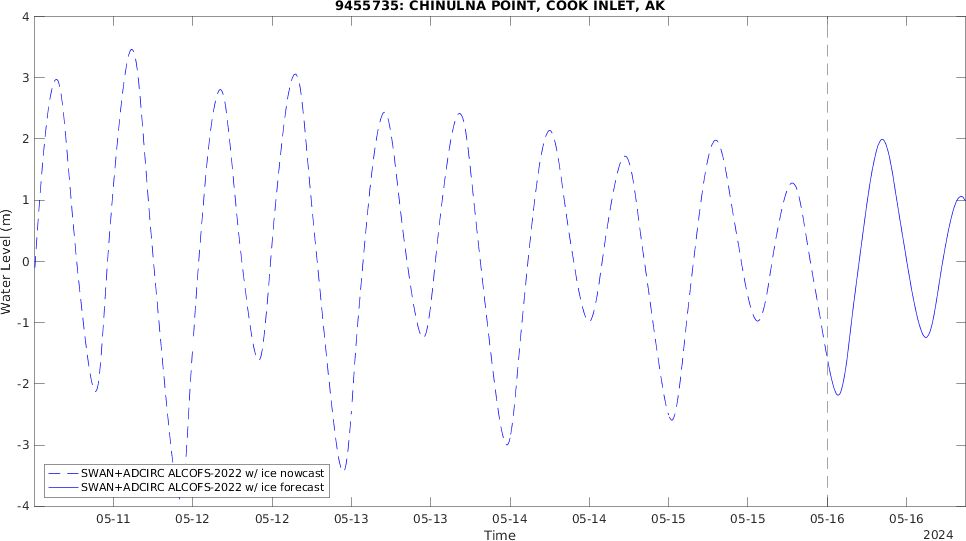 9455735: CHINULNA POINT, COOK INLET, AK
4
3
2
1
0
-1
-2
-3
-4
Water Level (m)
SWAN+ADCIRC ALCOFS-2022 w/ ice nowcast
SWAN+ADCIRC ALCOFS-2022 w/ ice forecast
05-11 05-12 05-12 05-13 05-13 05-14 05-14 05-15 05-15 05-16 05-16
Time
2024